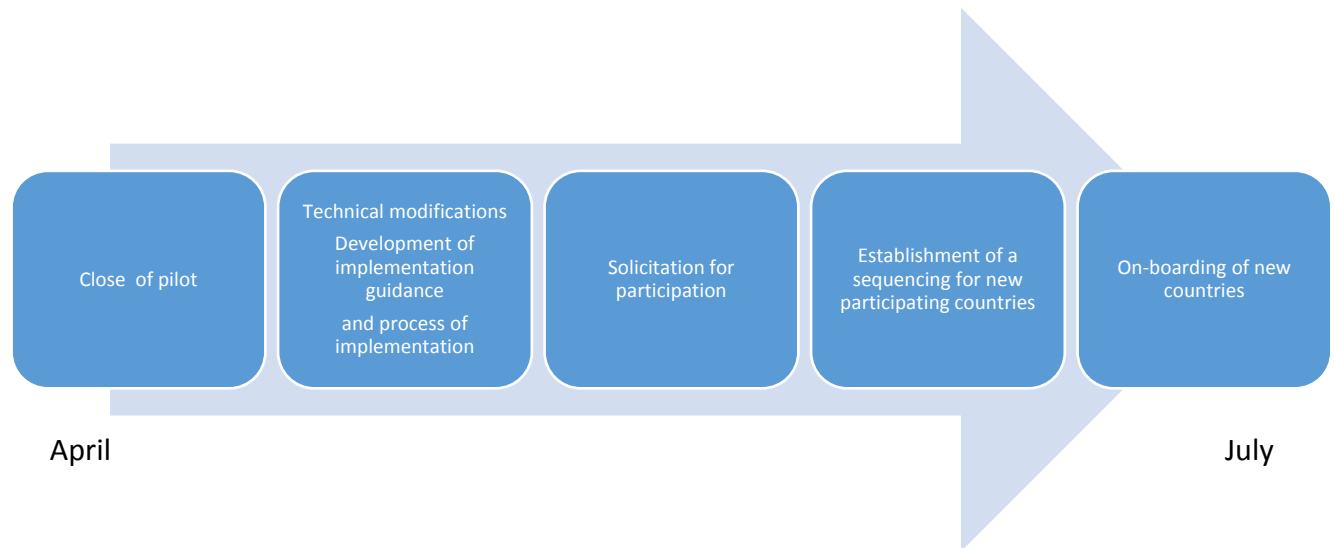 Close of pilot
Technical modifications
Development of
implementation
guidance
and process of
implementation
Solicitation for
participation
Establishment of a
sequencing for new
participating countries
On-boarding of new
countries
April
July